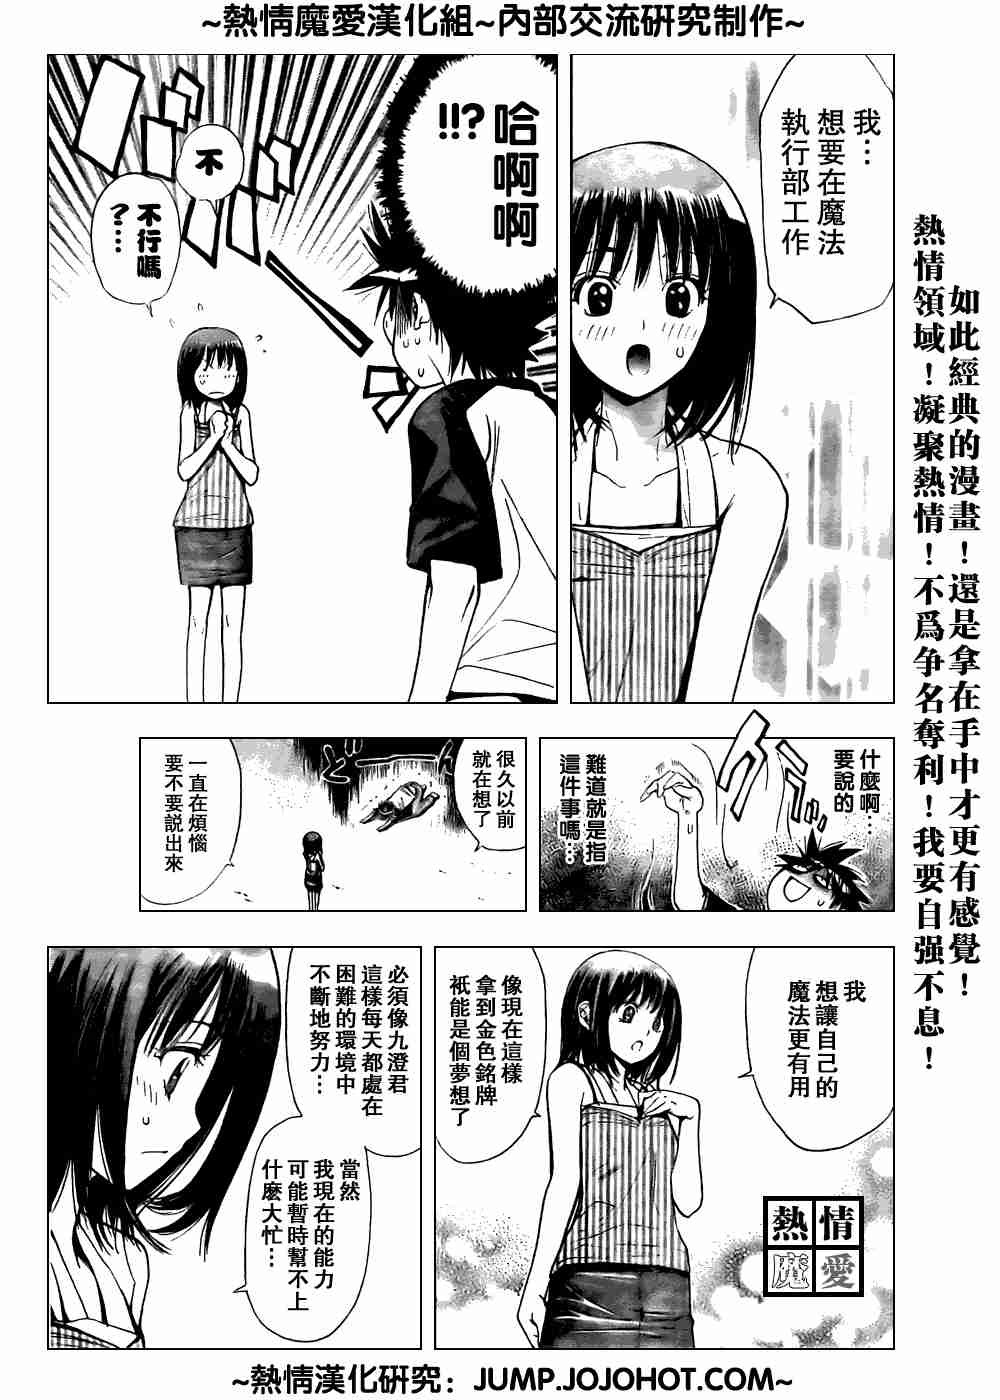 ~熱情魔愛漢化組~內部交流研究制作~
我…
想要在魔法
執行部工作
哈啊啊
!!?
不
不行嗎
?…
什麼啊…
要說的
難道就是指
這件事嗎…
很久以前
就在想了
一直在煩惱
要不要説出來
我
想讓自己的
魔法更有用
像現在這樣
拿到金色銘牌
衹能是個夢想了
必須像九澄君
這樣每天都處在
困難的環境中
不斷地努力…
當然
我現在的能力
可能暫時幫不上
什麽大忙…
如此經典的漫畫！還是拿在手中才更有感覺！
熱情領域！凝聚熱情！不爲争名奪利！我要自强不息！
熱情
魔愛
~熱情漢化研究：JUMP.JOJOHOT.COM~